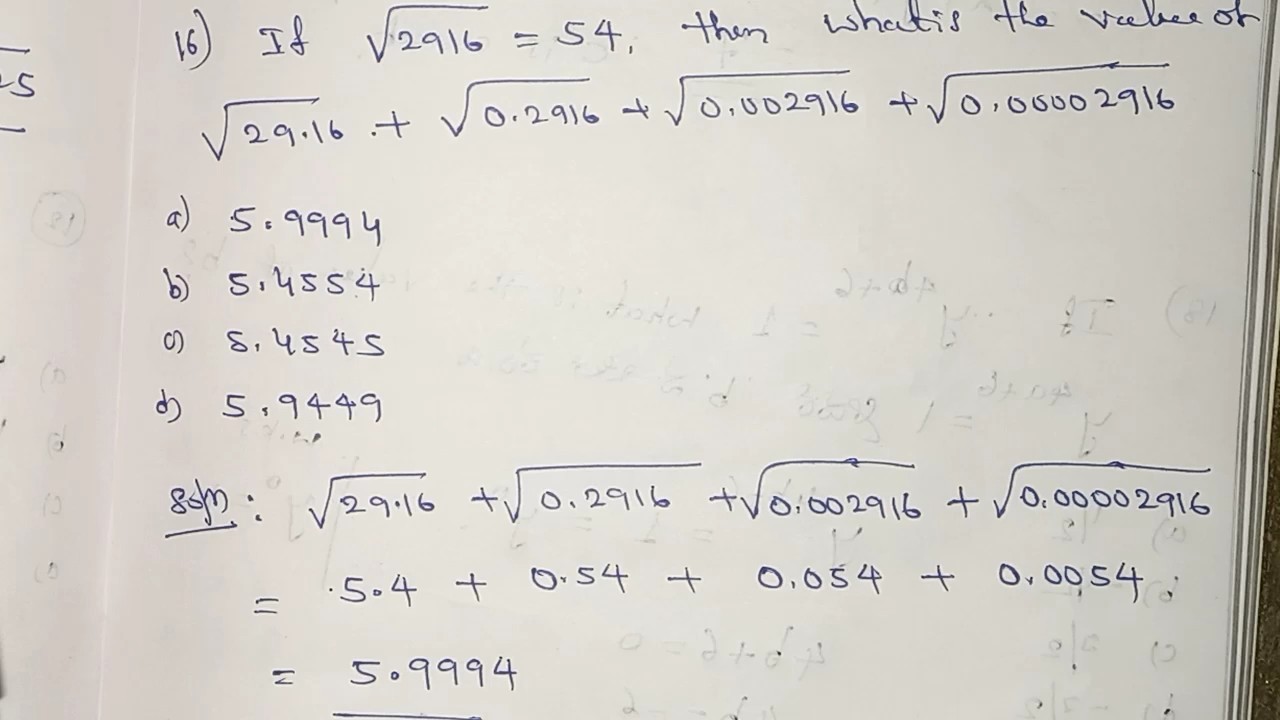 16) If √2916 = 54, then what is the value of
√29.16 + √0.2916 + √0.002916 + √0.00002916
a) 5.9994
b) 5.4554
c) 5.4545
d) 5.9449
Soln: √29.16 + √0.2916 + √0.002916 + √0.00002916
= 5.4 + 0.54 + 0.054 + 0.0054
= 5.9994